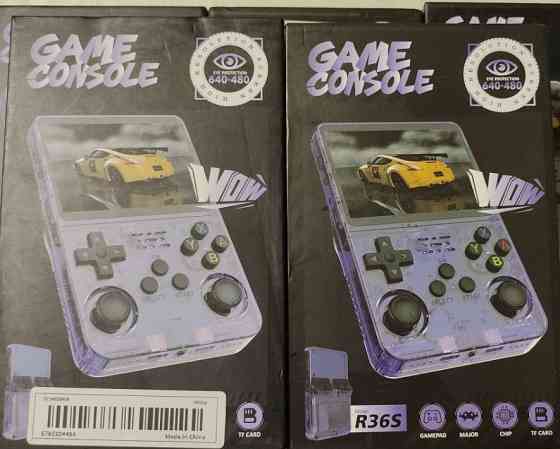 GAME
CONSOLE
EYE PROTECTION
640·480
WOW
Y
X
B
Made in China
TF CARD
GAME
CONSOLE
EYE PROTECTION
640·480
WOW
X
Y
A
B
R36S
GAMEPAD
MAJOR
CHIP
TF CARD